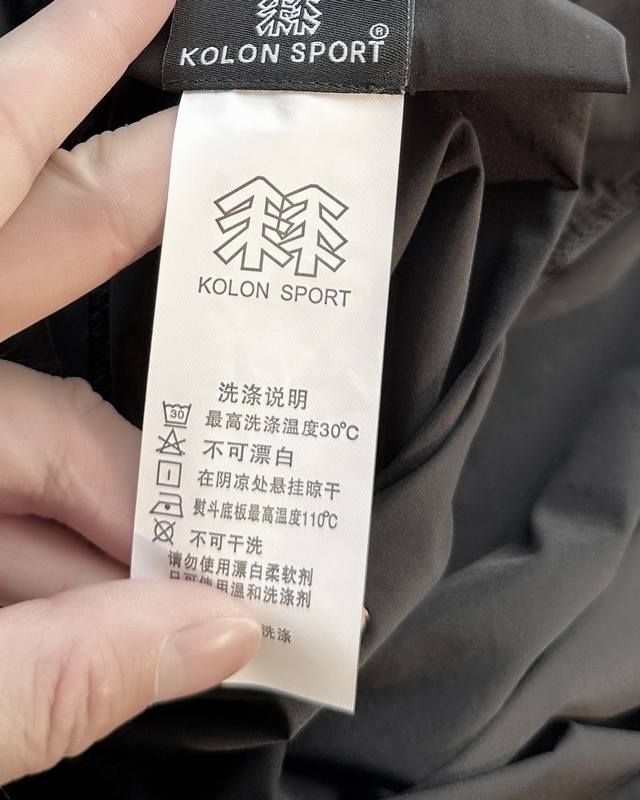 ®
KOLON SPORT
KOLON SPORT
洗涤说明
30 最高洗涤温度30℃
不可漂白
在阴凉处悬挂晾干
熨斗底板最高温度110℃
不可干洗
请勿使用漂白柔软剂
只可使用温和洗涤剂
洗涤